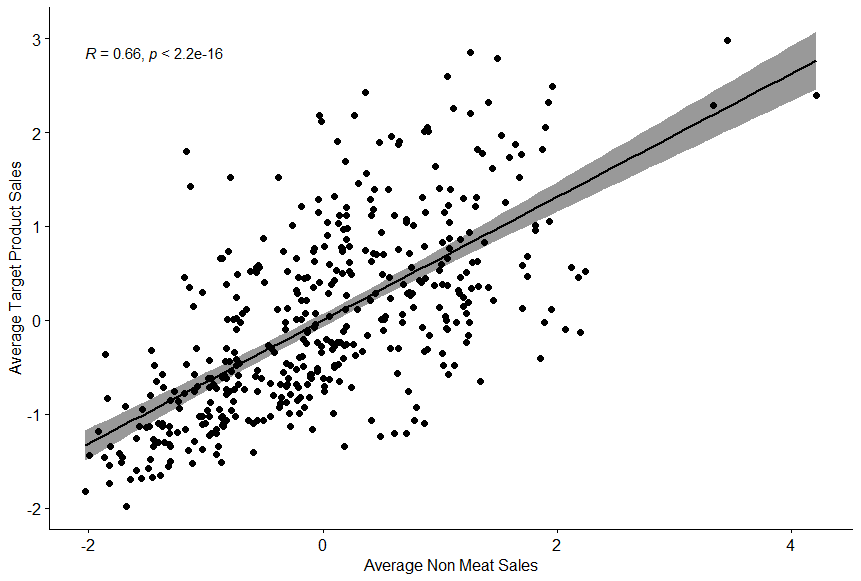 R = 0.66, p < 2.2e-16
3
2
1
0
-1
-2
Average Target Product Sales
-2 0 2 4
Average Non Meat Sales